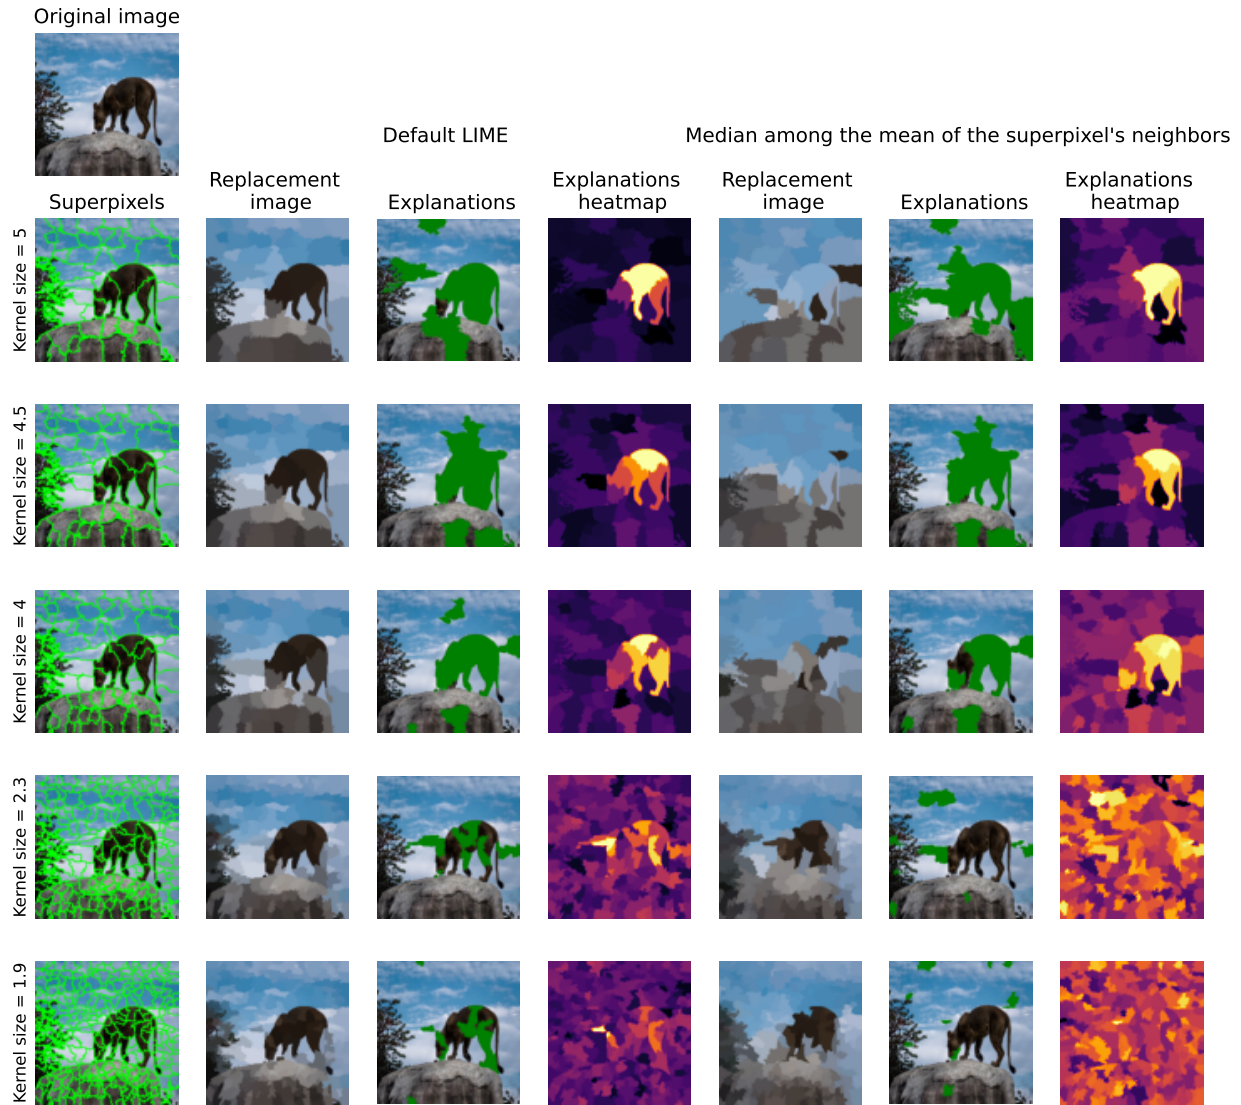 Original image
Default LIME
Median among the mean of the superpixel's neighbors
Superpixels
Replacement
image
Explanations
Explanations
heatmap
Replacement
image
Explanations
Explanations
heatmap
Kernel size = 5
Kernel size = 4.5
Kernel size = 4
Kernel size = 2.3
Kernel size = 1.9